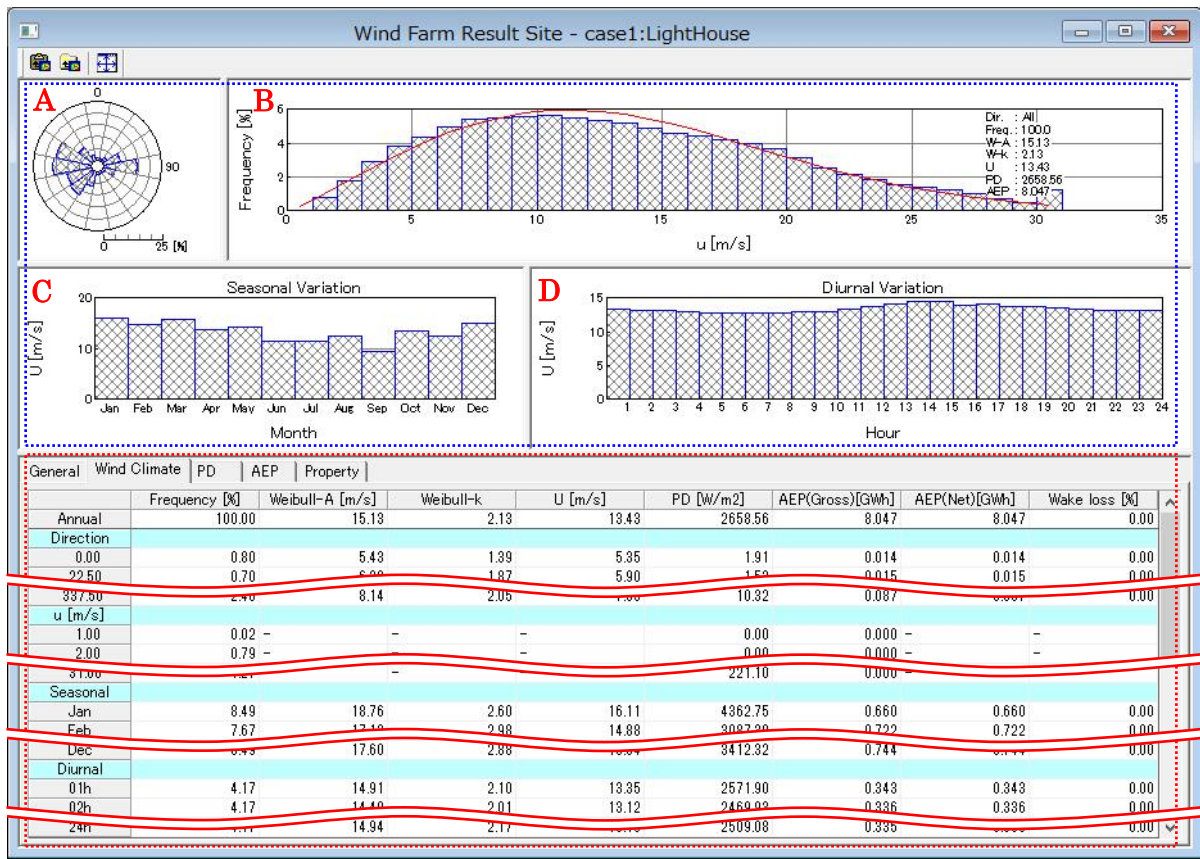 Wind Farm Result Site - case1:LightHouse
A
0
90
0 25 [%]
B
Frequency [%]
6
4
2
0
0 5 10 15 20 25 30 35
u [m/s]
Dir. : All
Freq. : 100.0
W-A : 15.13
W-k : 2.13
U : 13.43
PD : 2658.56
AEP : 8.047
C
Seasonal Variation
U [m/s]
20
10
0
Jan Feb Mar Apr May Jun Jul Aug Sep Oct Nov Dec
Month
D
Diurnal Variation
U [m/s]
15
10
5
0
1 2 3 4 5 6 7 8 9 10 11 12 13 14 15 16 17 18 19 20 21 22 23 24
Hour
General Wind Climate PD AEP Property
Frequency [%] Weibull-A [m/s] Weibull-k U [m/s] PD [W/m2] AEP(Gross)[GWh] AEP(Net)[GWh] Wake loss [%]
Annual 100.00 15.13 2.13 13.43 2658.56 8.047 8.047 0.00
Direction
0.00 0.80 5.43 1.39 5.35 1.91 0.014 0.014 0.00
22.50 0.70 1.87 5.90 0.015 0.015 0.00
337.50 8.14 2.05 10.32 0.087 0.00
u [m/s]
1.00 0.02 - - - 0.00 0.000 - -
2.00 0.79 - - - 0.00 0.000 - -
31.00 - 221.10 0.000 -
Seasonal
Jan 8.49 18.76 2.60 16.11 4362.75 0.660 0.660 0.00
Feb 7.67 2.98 14.88 0.722 0.722 0.00
Dec 17.60 2.88 3412.32 0.744 0.00
Diurnal
01h 4.17 14.91 2.10 13.35 2571.90 0.343 0.343 0.00
02h 4.17 2.01 13.12 2469.93 0.336 0.336 0.00
24h 14.94 2.17 2509.08 0.335 0.00